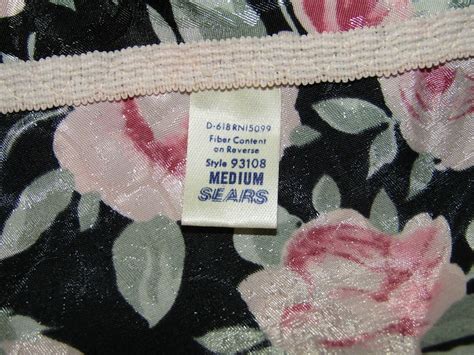 D-618 RN15099
Fiber Content
on Reverse
Style 93108
MEDIUM
SEARS